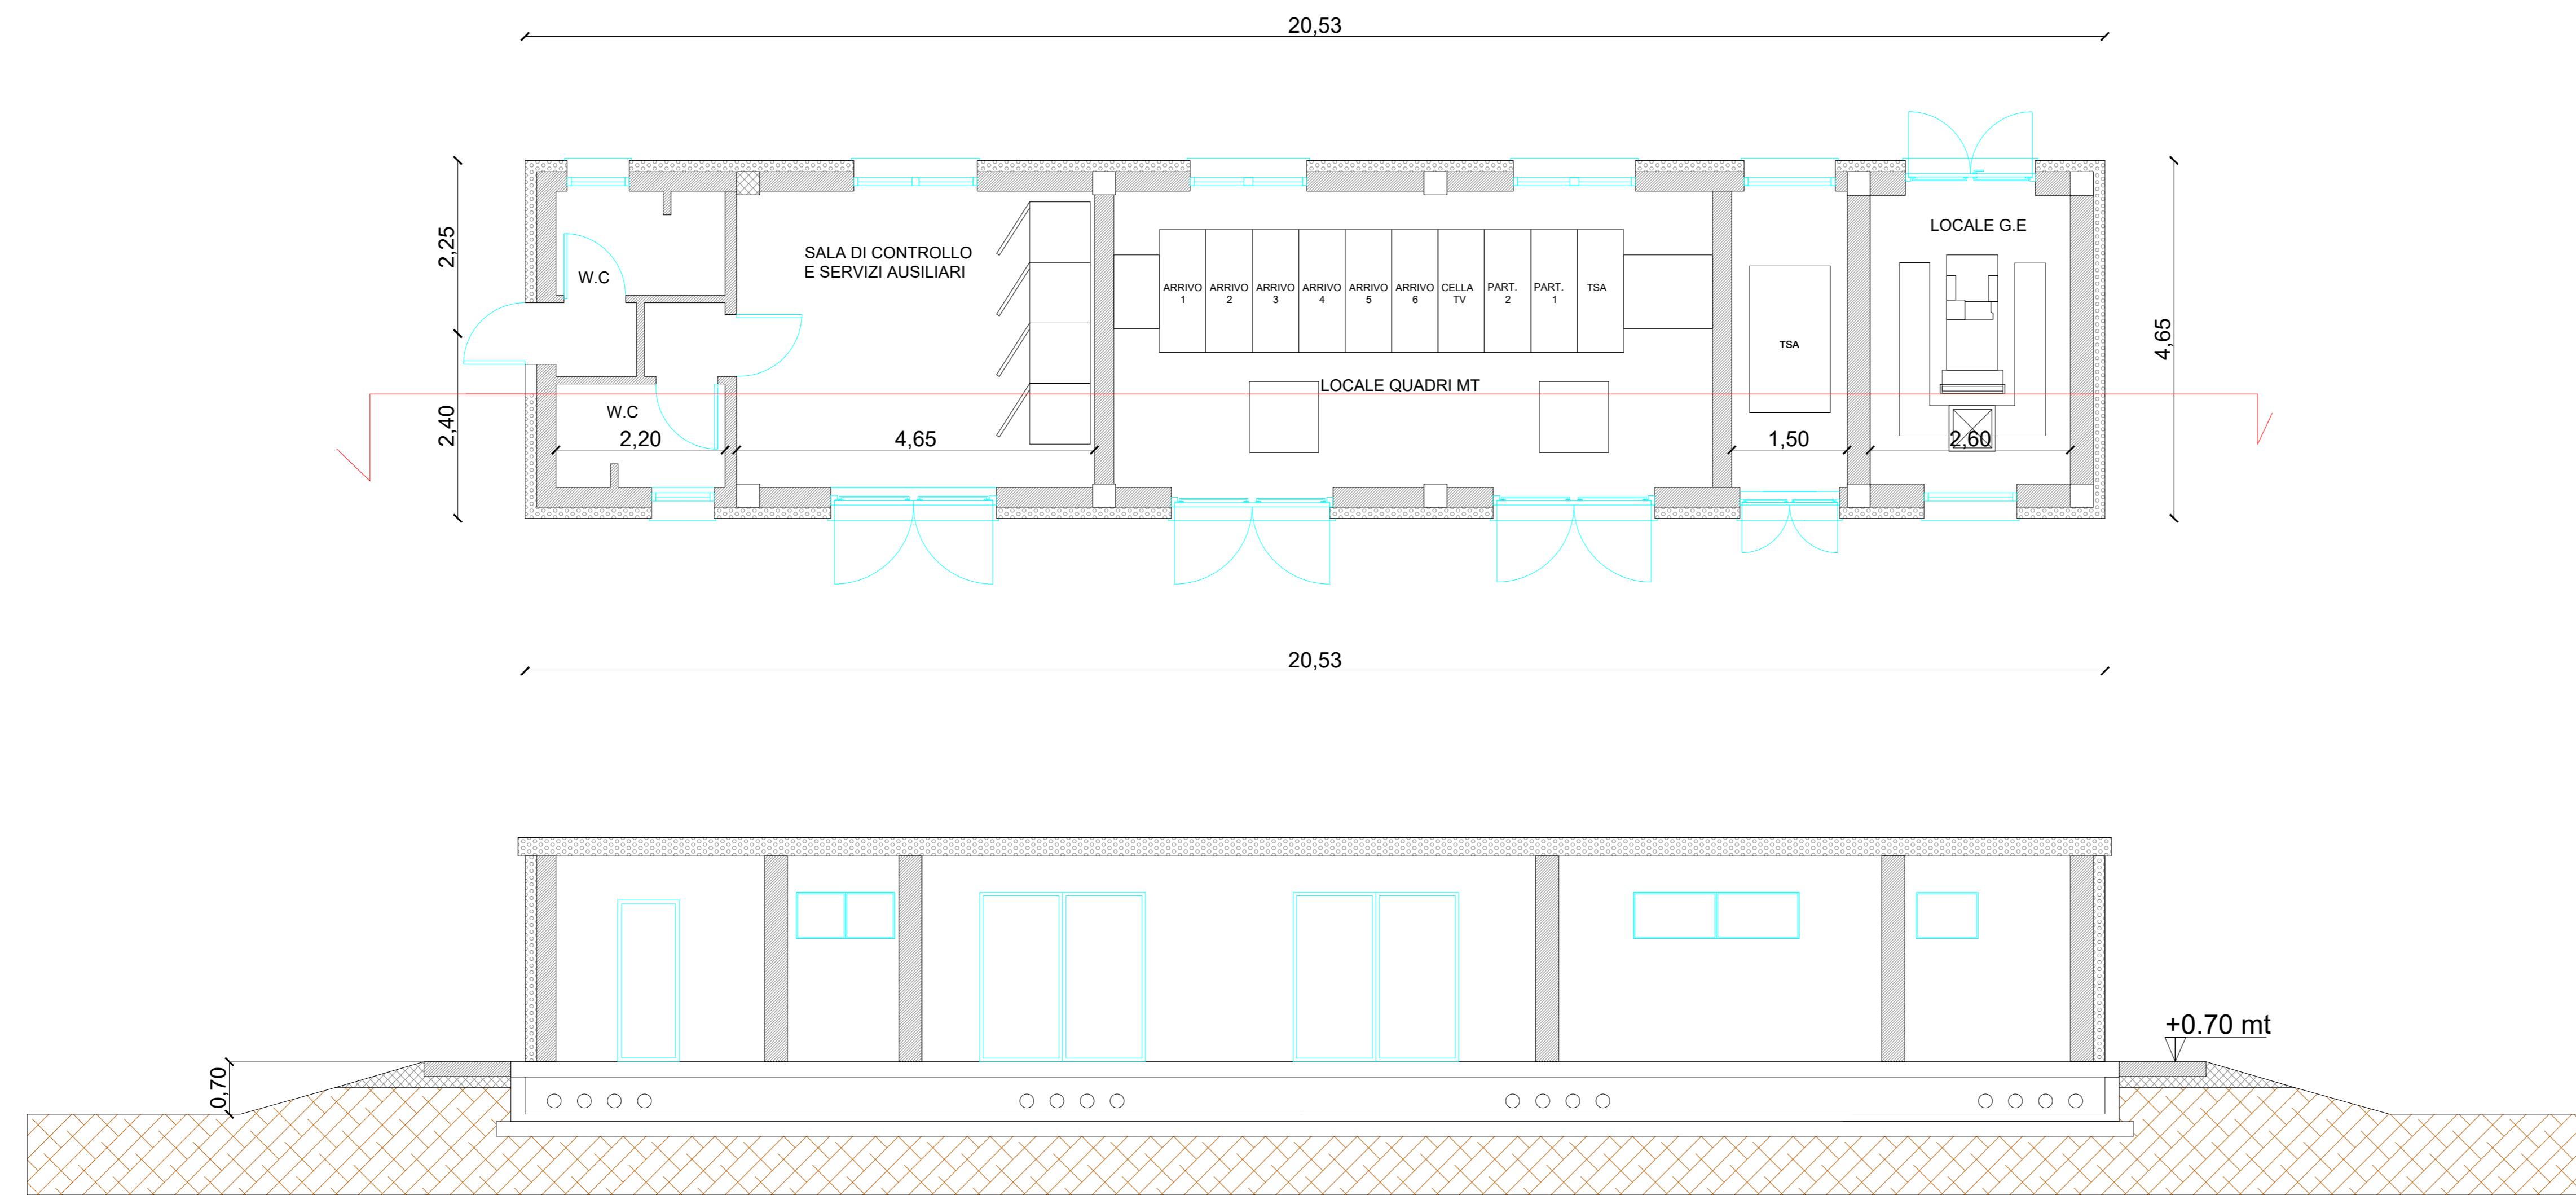 20,53
2,25
2,40
4,65
W.C
W.C
2,20
SALA DI CONTROLLO
E SERVIZI AUSILIARI
4,65
ARRIVO
1
ARRIVO
2
ARRIVO
3
ARRIVO
4
ARRIVO
5
ARRIVO
6
CELLA
TV
PART.
2
PART.
1
TSA
LOCALE QUADRI MT
TSA
1,50
LOCALE G.E
2,60
20,53
0,70
+0.70 mt